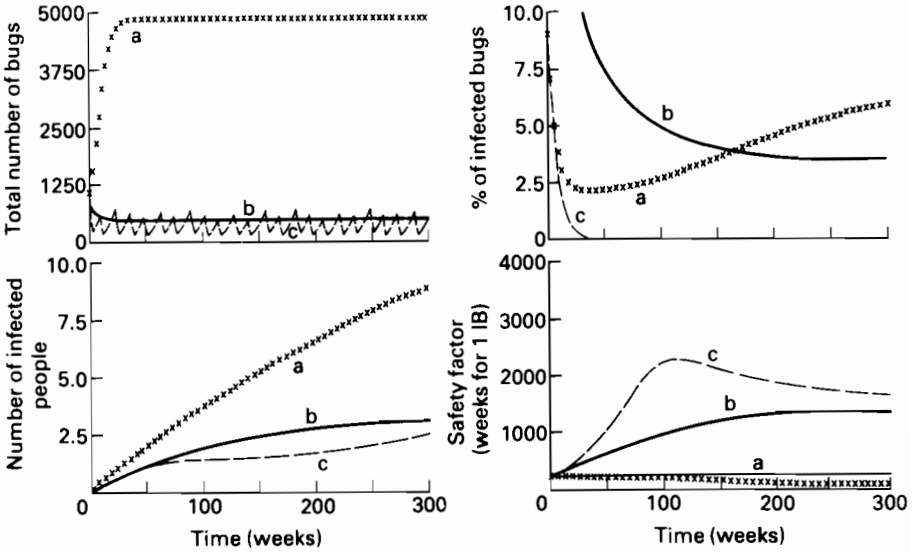 Total number of bugs
5000
3750
2500
1250
0
a
b
c
% of infected bugs
10.0
7.5
5.0
2.5
0
b
a
c
Number of infected
people
10.0
7.5
5.0
2.5
a
b
c
0
100
200
300
Time (weeks)
Safety factor
(weeks for 1 IB)
4000
3000
2000
1000
c
b
a
0
100
200
300
Time (weeks)